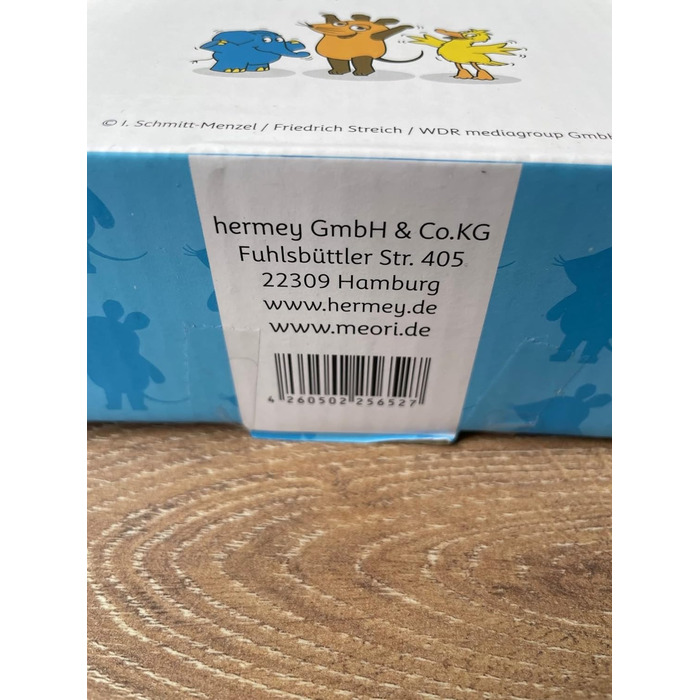 © I. Schmitt-Menzel / Friedrich Streich / WDR mediagroup GmbH
hermey GmbH & Co.KG
Fuhlsbüttler Str. 405
22309 Hamburg
www.hermey.de
www.meori.de
4 260502 256527